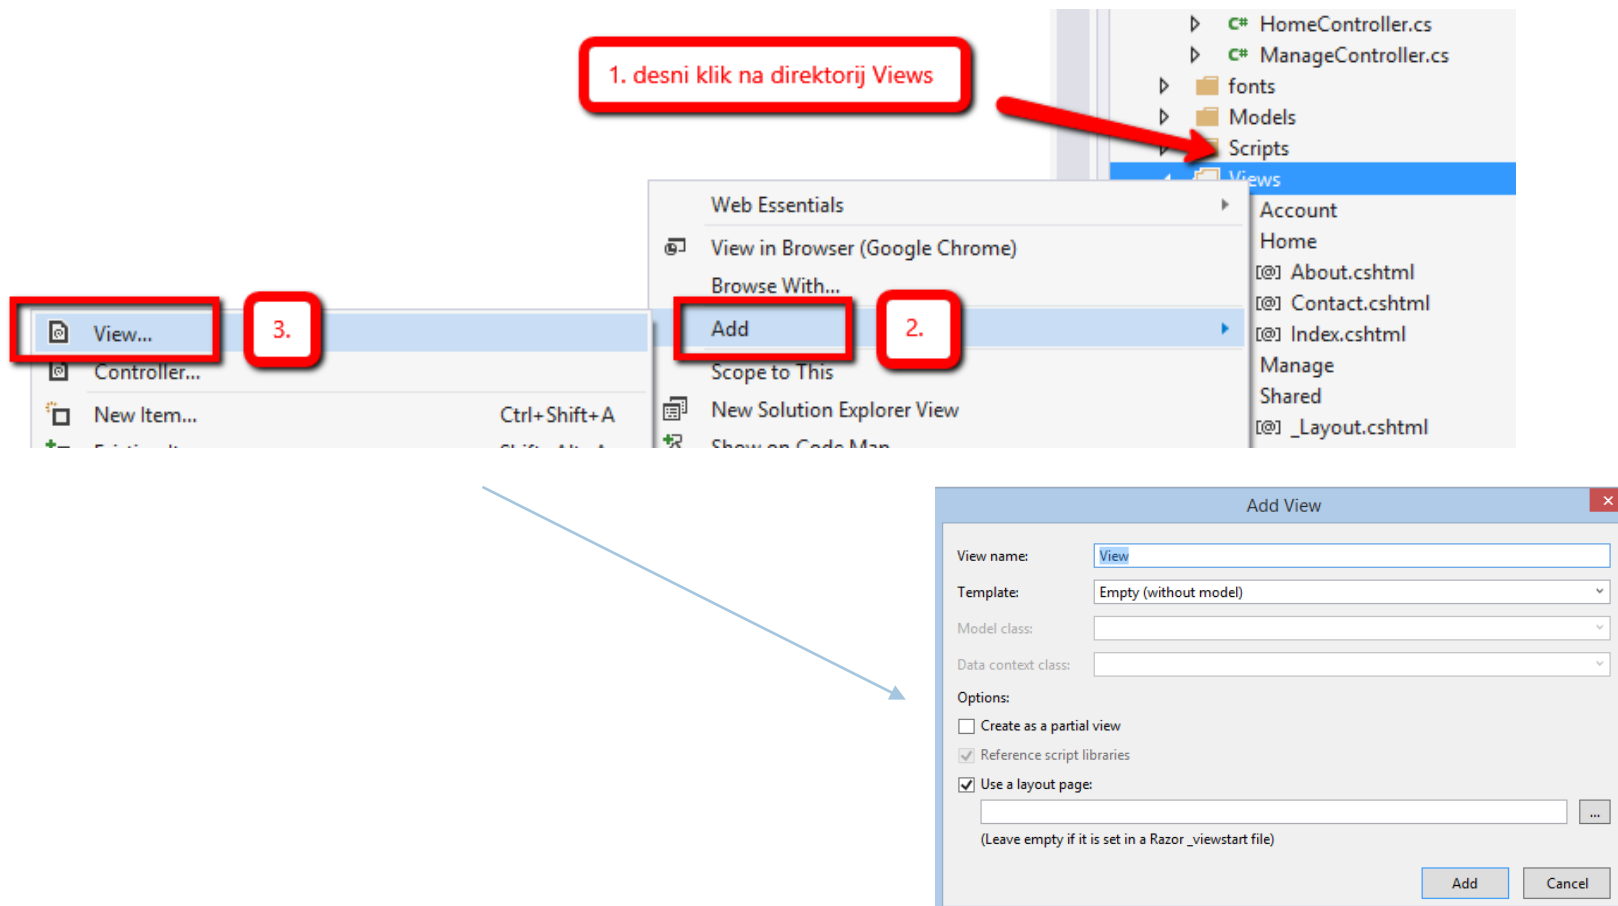 HomeController.cs
ManageController.cs
fonts
Models
Scripts
Views
Account
Home
About.cshtml
Contact.cshtml
Index.cshtml
Manage
Shared
_Layout.cshtml
1. desni klik na direktorij Views
Web Essentials
View in Browser (Google Chrome)
Browse With...
Add
2.
Scope to This
New Solution Explorer View
Show on Code Map
View...
3.
Controller...
New Item... Ctrl+Shift+A
Add View
View name: View
Template: Empty (without model)
Model class:
Data context class:
Options:
Create as a partial view
Reference script libraries
Use a layout page:
...
(Leave empty if it is set in a Razor _viewstart file)
Add Cancel